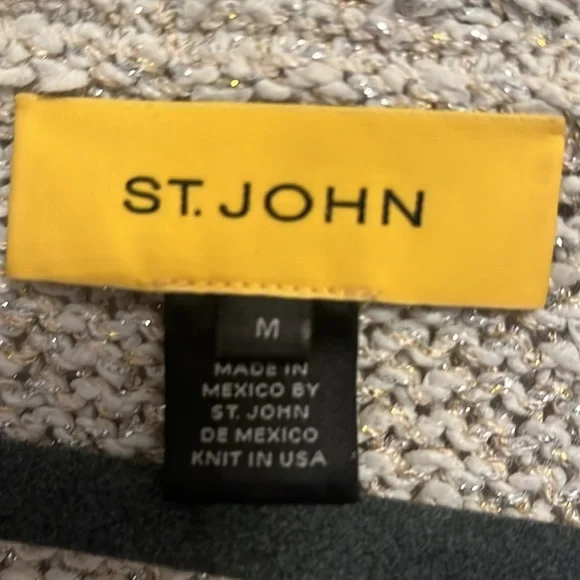 ST. JOHN
M
MADE IN
MEXICO BY
ST. JOHN
DE MEXICO
KNIT IN USA